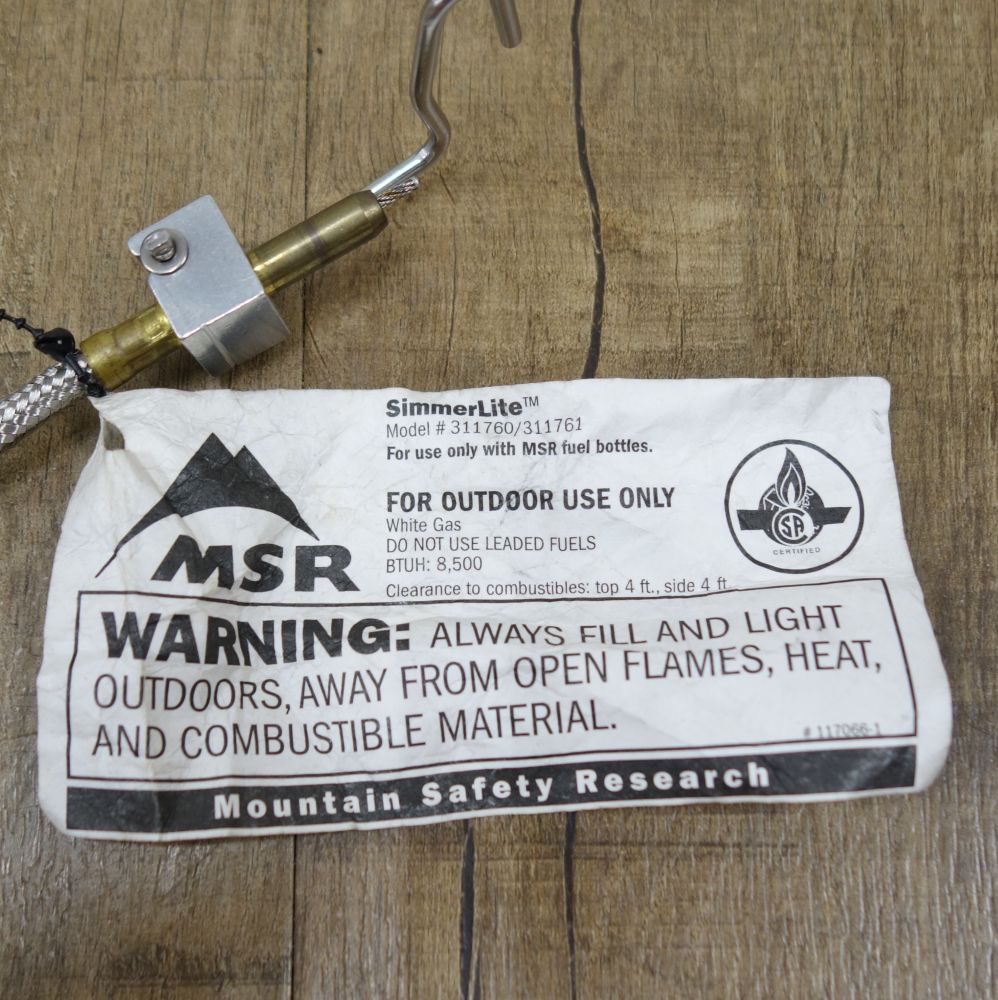 SimmerLite™
Model # 311760/311761
For use only with MSR fuel bottles.
MSR
FOR OUTDOOR USE ONLY
White Gas
DO NOT USE LEADED FUELS
BTUH: 8,500
Clearance to combustibles: top 4 ft., side 4 ft.
CSA
CERTIFIED
WARNING: ALWAYS FILL AND LIGHT
OUTDOORS, AWAY FROM OPEN FLAMES, HEAT,
AND COMBUSTIBLE MATERIAL.
# 117066-1
Mountain Safety Research